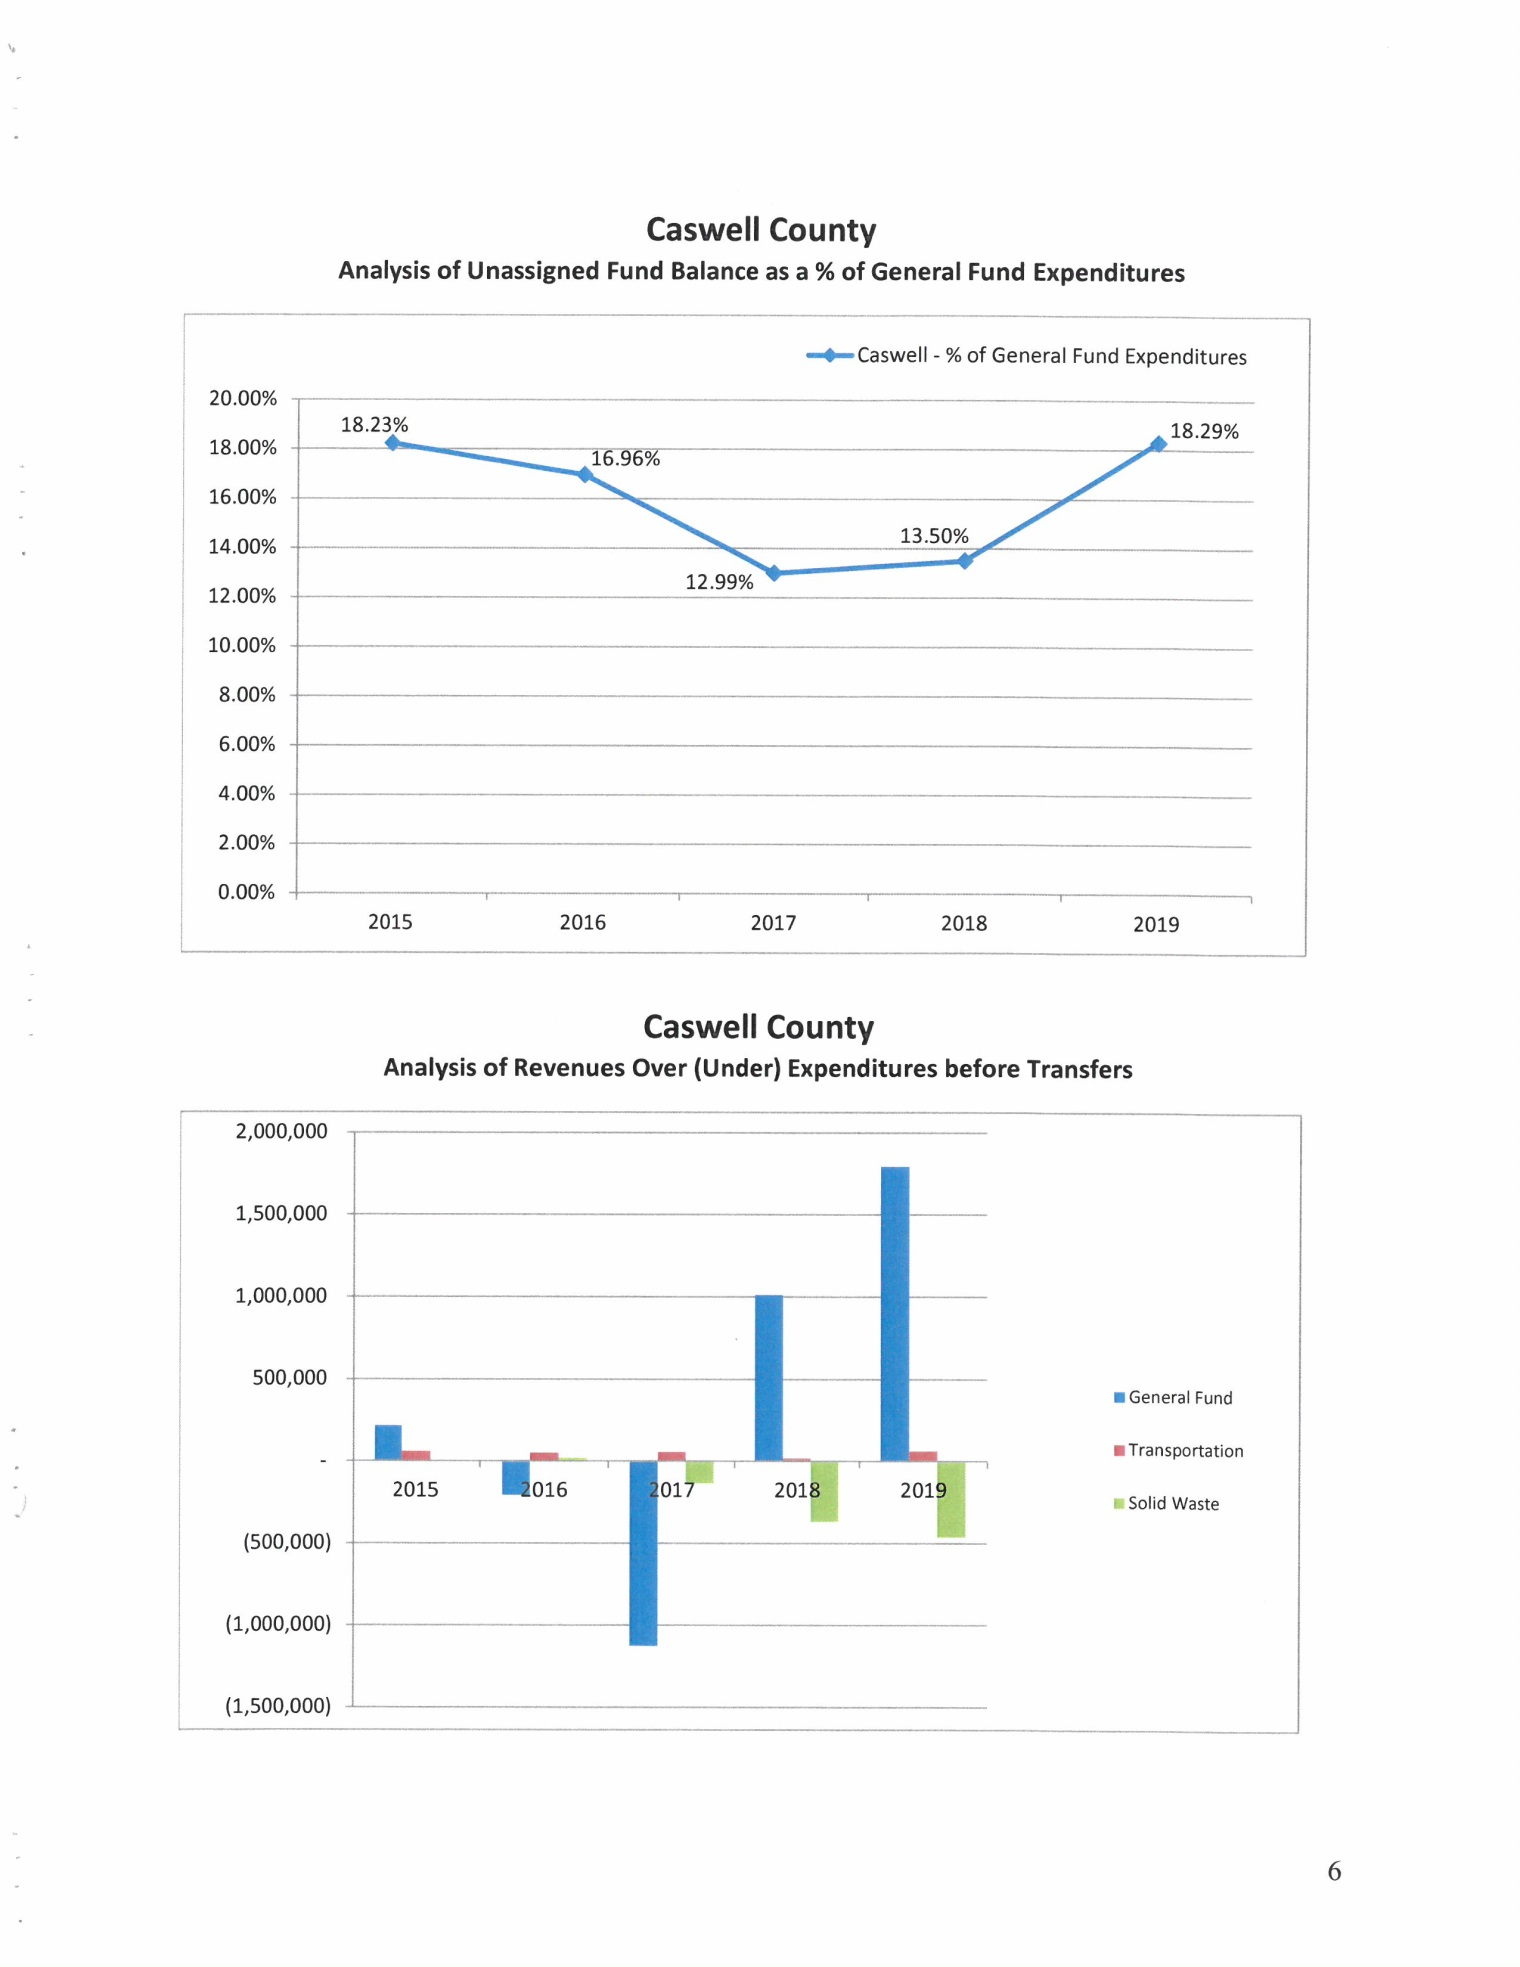 Caswell County
Analysis of Unassigned Fund Balance as a % of General Fund Expenditures
Caswell - % of General Fund Expenditures
20.00%
18.00%
16.00%
14.00%
12.00%
10.00%
8.00%
6.00%
4.00%
2.00%
0.00%
18.23%
16.96%
12.99%
13.50%
18.29%
2015 2016 2017 2018 2019
Caswell County
Analysis of Revenues Over (Under) Expenditures before Transfers
2,000,000
1,500,000
1,000,000
500,000
-
(500,000)
(1,000,000)
(1,500,000)
2015 2016 2017 2018 2019
General Fund
Transportation
Solid Waste
6